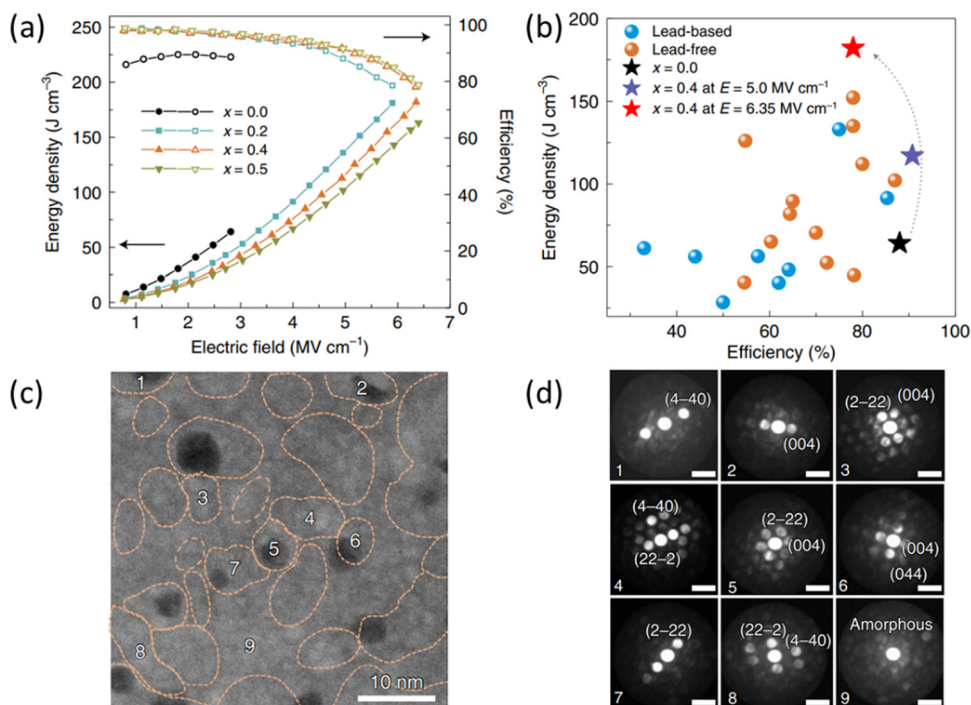 (a)
250
200
150
100
50
0
Energy density (J cm⁻³)
x = 0.0
x = 0.2
x = 0.4
x = 0.5
100
80
60
40
20
0
Efficiency (%)
1 2 3 4 5 6 7
Electric field (MV cm⁻¹)
(b)
200
150
100
50
Energy density (J cm⁻³)
Lead-based
Lead-free
x = 0.0
x = 0.4 at E = 5.0 MV cm⁻¹
x = 0.4 at E = 6.35 MV cm⁻¹
40 60 80 100
Efficiency (%)
(c)
1
2
3
4
5
6
7
8
9
10 nm
(d)
(4–40)
1
(004)
2
(2–22) (004)
3
(4–40)
(22–2)
4
(2–22)
(004)
5
(004)
(044)
6
(2–22)
7
(22–2) (4–40)
8
Amorphous
9